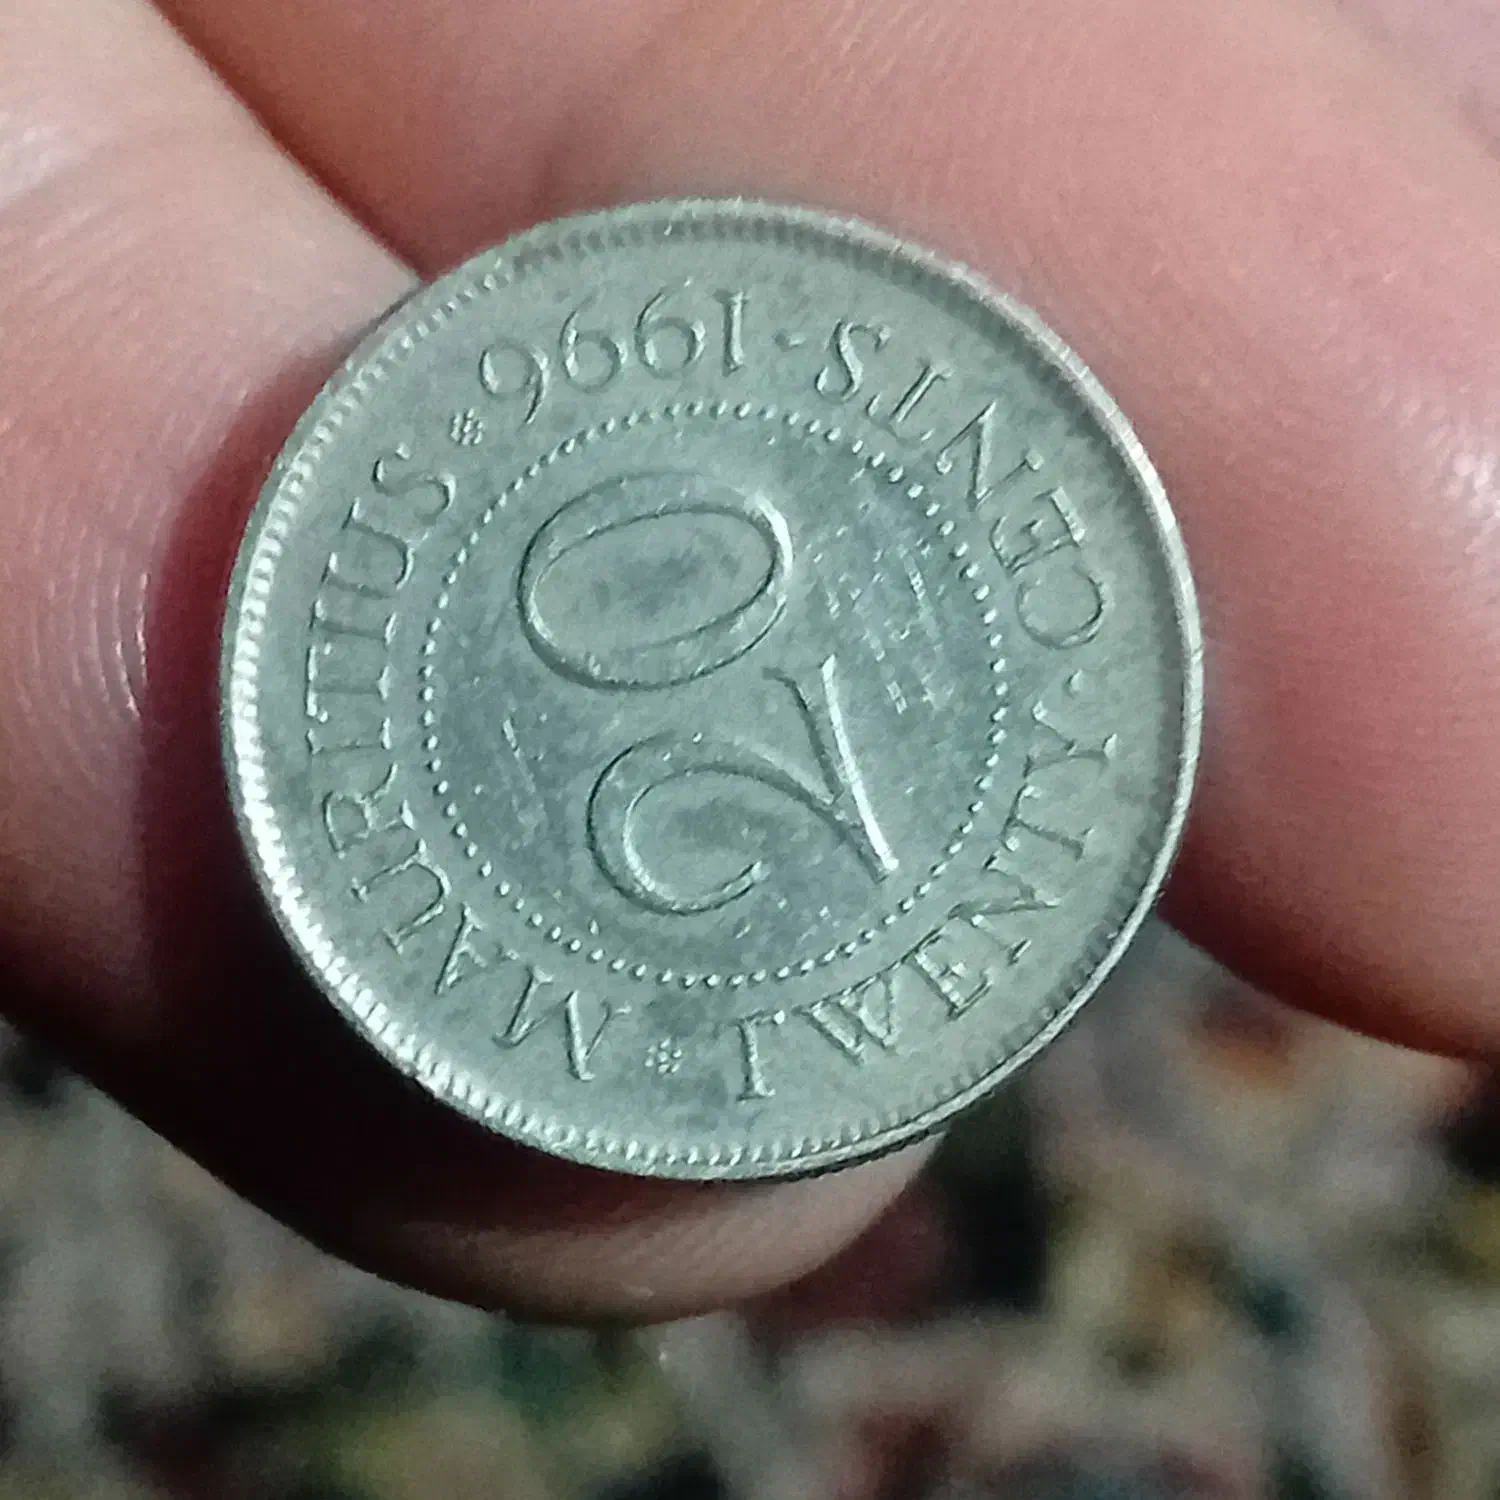 MAURITIUS
20
TWENTY · CENTS · 1996